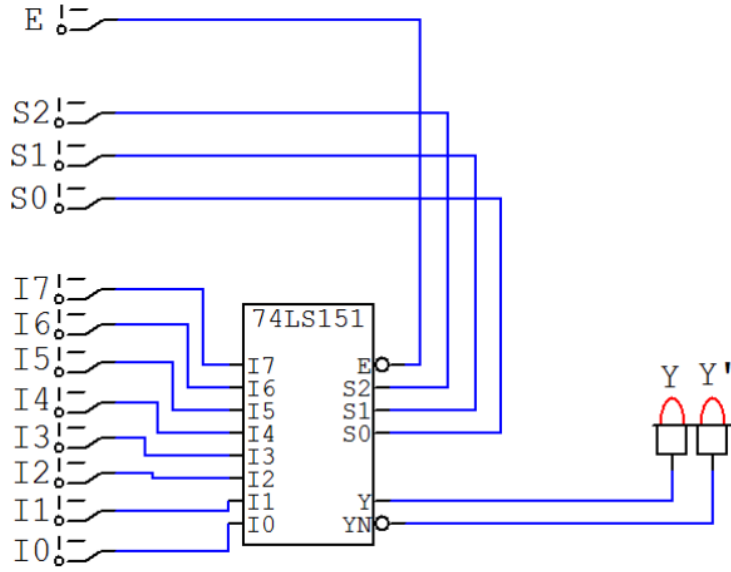 E
S2
S1
S0
I7
I6
I5
I4
I3
I2
I1
I0
74LS151
I7 E
I6 S2
I5 S1
I4 S0
I3
I2
I1 Y
I0 YN
Y Y'